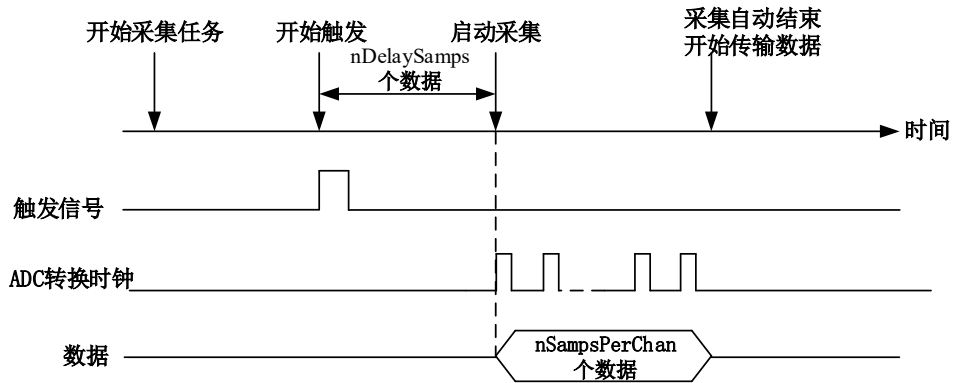 开始采集任务
开始触发
启动采集
采集自动结束
开始传输数据
nDelaySamps
个数据
时间
触发信号
ADC转换时钟
数据
nSampsPerChan
个数据